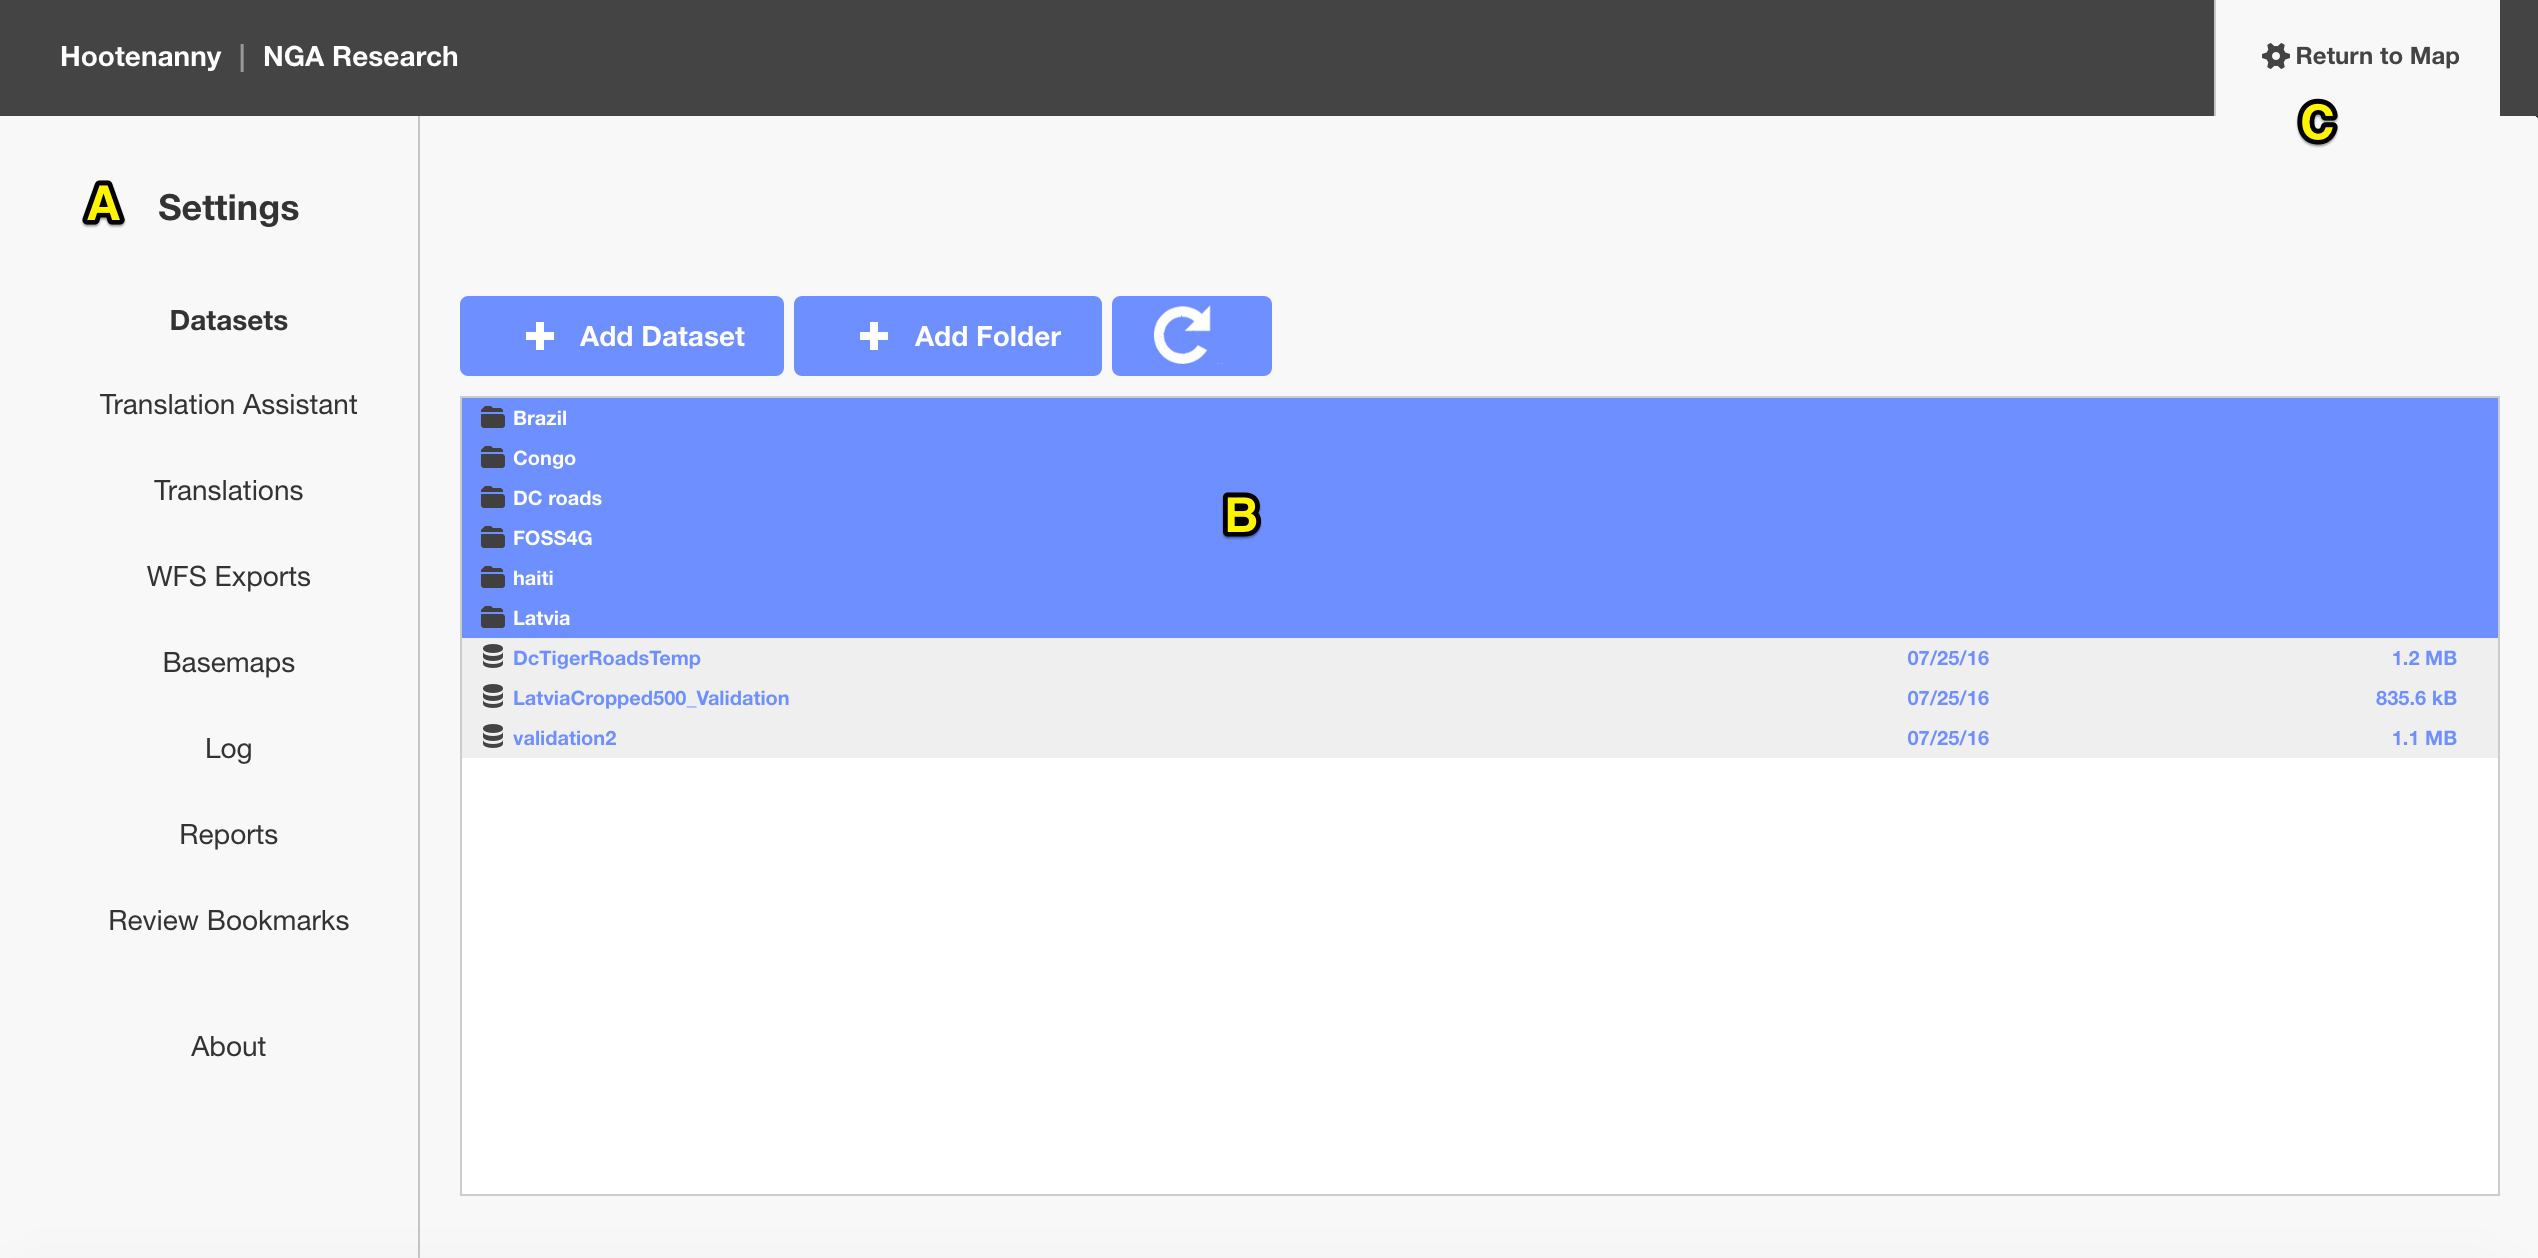 Hootenanny | NGA Research
Return to Map
C
A Settings
Datasets
Translation Assistant
Translations
WFS Exports
Basemaps
Log
Reports
Review Bookmarks
About
Add Dataset
Add Folder
Brazil
Congo
DC roads
B
FOSS4G
haiti
Latvia
DcTigerRoadsTemp 07/25/16 1.2 MB
LatviaCropped500_Validation 07/25/16 835.6 kB
validation2 07/25/16 1.1 MB